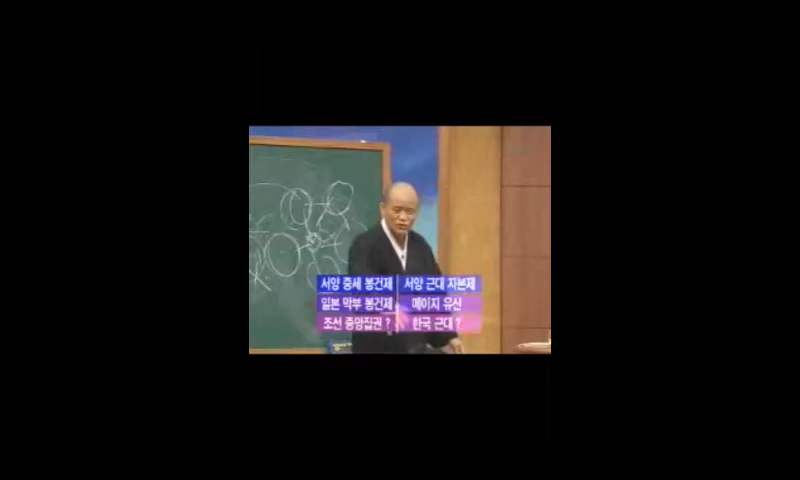 서양 중세 봉건제 서양 근대 자본제
일본 막부 봉건제 메이지 유신
조선 중앙집권 ? 한국 근대 ?